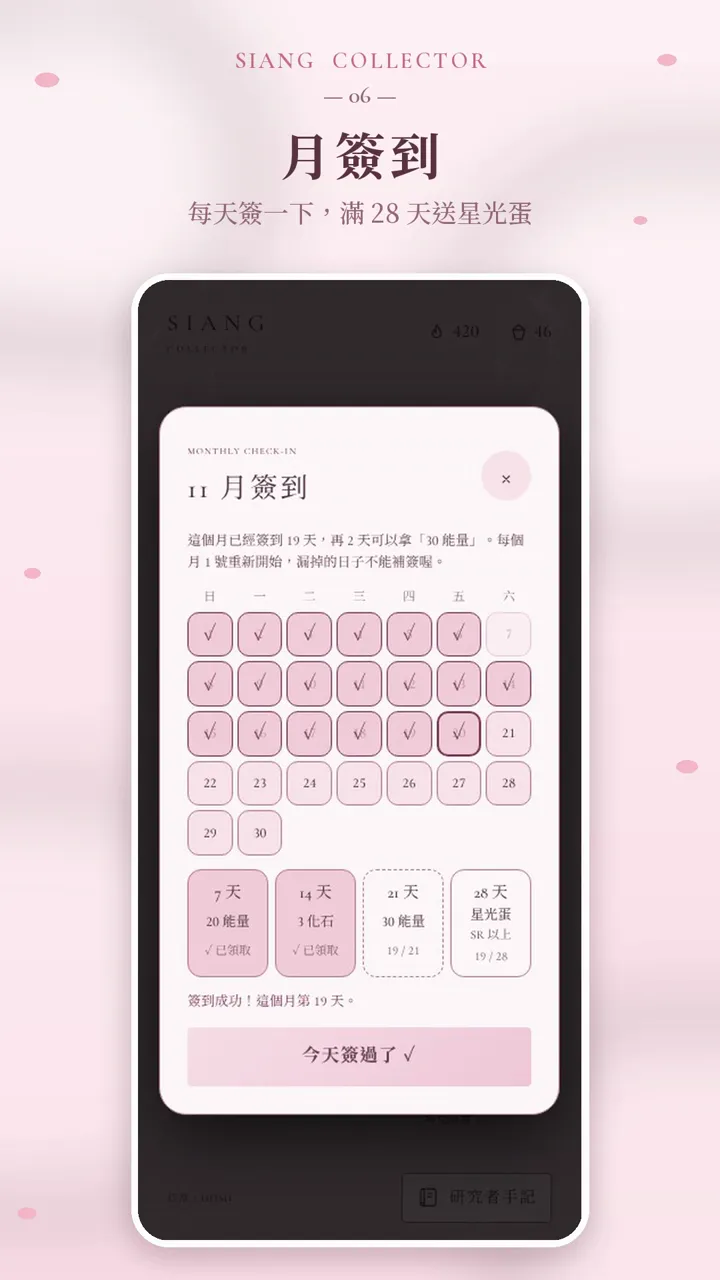 SIANG COLLECTOR
— 06 —
月簽到
每天簽一下，滿 28 天送星光蛋
SIANG
COLLECTOR
420 46
MONTHLY CHECK-IN
11 月簽到
×
這個月已經簽到 19 天，再 2 天可以拿「30 能量」。每個
月 1 號重新開始，漏掉的日子不能補簽喔。
日 一 二 三 四 五 六
✓ ✓ ✓ ✓ ✓ ✓ 7
✓ ✓ ✓ ✓ ✓ ✓ ✓
✓ ✓ ✓ ✓ ✓ ✓ 21
22 23 24 25 26 27 28
29 30
7 天
20 能量
✓ 已領取
14 天
3 化石
✓ 已領取
21 天
30 能量
19 / 21
28 天
星光蛋
SR 以上
19 / 28
簽到成功！這個月第 19 天。
今天簽過了 ✓
研究者手記